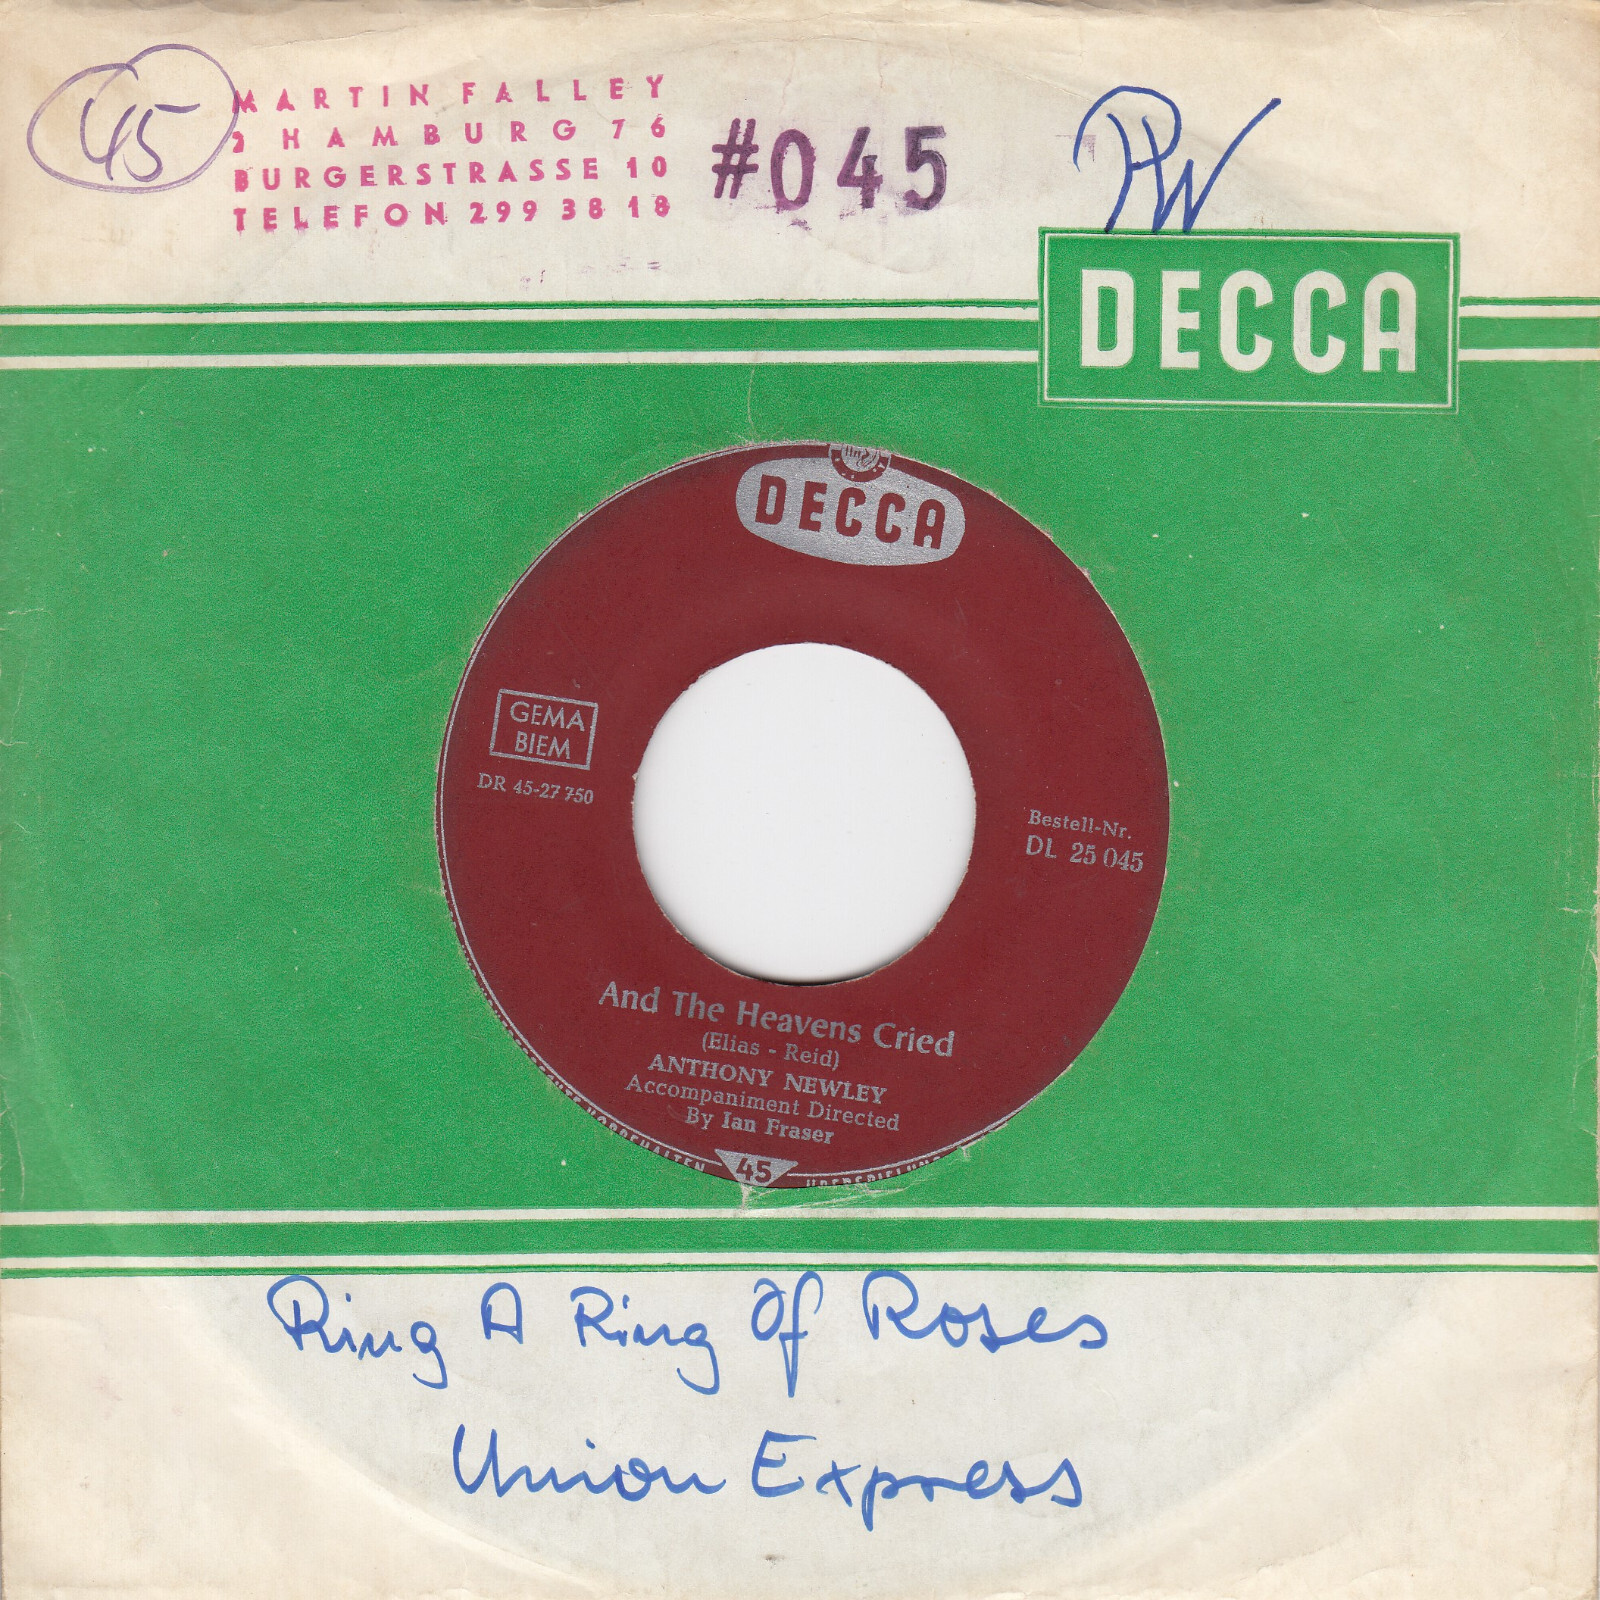 45
MARTIN FALLEY
2 HAMBURG 76
BURGERSTRASSE 10
TELEFON 299 38 18
#045
DECCA
DECCA
GEMA
BIEM
DR 45-27 750
Bestell-Nr.
DL 25 045
And The Heavens Cried
(Elias - Reid)
ANTHONY NEWLEY
Accompaniment Directed
By Ian Fraser
45
Ring A Ring Of Roses
Union Express